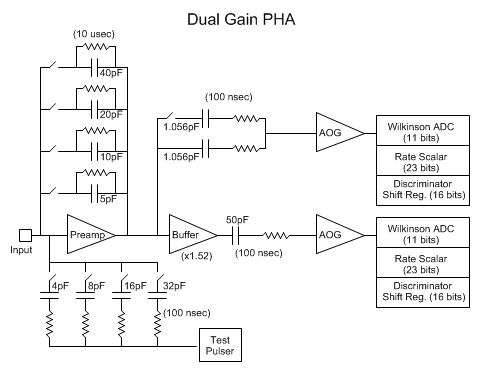 Dual Gain PHA
(10 usec)
40pF
20pF
10pF
5pF
(100 nsec)
1.056pF
1.056pF
AOG
Wilkinson ADC
(11 bits)
Rate Scalar
(23 bits)
Discriminator
Shift Reg. (16 bits)
Input
Preamp
Buffer
(x1.52)
50pF
(100 nsec)
AOG
Wilkinson ADC
(11 bits)
Rate Scalar
(23 bits)
Discriminator
Shift Reg. (16 bits)
4pF
8pF
16pF
32pF
(100 nsec)
Test
Pulser